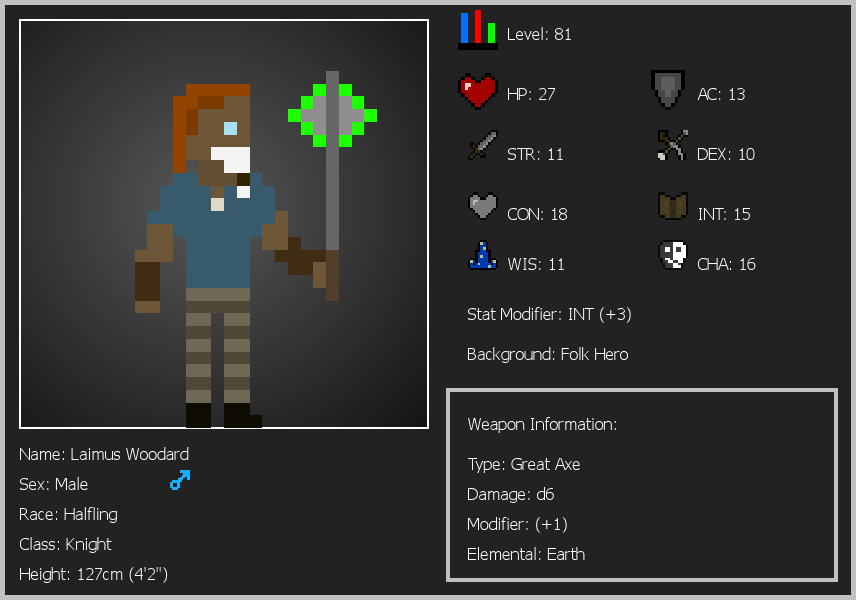 Level: 81
HP: 27
AC: 13
STR: 11
DEX: 10
CON: 18
INT: 15
WIS: 11
CHA: 16
Stat Modifier: INT (+3)
Background: Folk Hero
Weapon Information:
Type: Great Axe
Damage: d6
Modifier: (+1)
Elemental: Earth
Name: Laimus Woodard
Sex: Male
Race: Halfling
Class: Knight
Height: 127cm (4'2")